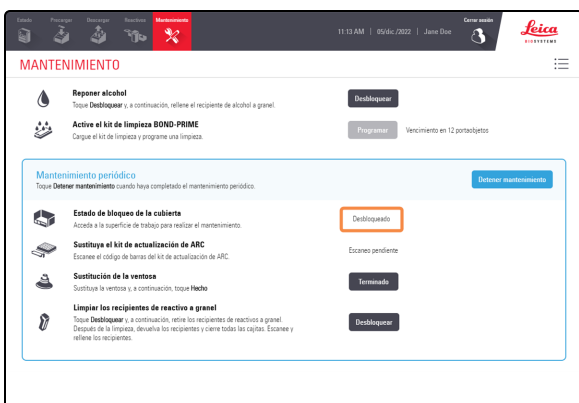 Estado Precargar Descargar Reactivos Mantenimiento
11:13 AM | 05/dic./2022 | Jane Doe
Cerrar sesión
Leica
BIOSYSTEMS
MANTENIMIENTO
Reponer alcohol
Toque Desbloquear y, a continuación, rellene el recipiente de alcohol a granel.
Desbloquear
Active el kit de limpieza BOND-PRIME
Cargue el kit de limpieza y programe una limpieza.
Programar
Vencimiento en 12 portaobjetos
Mantenimiento periódico
Toque Detener mantenimiento cuando haya completado el mantenimiento periódico.
Detener mantenimiento
Estado de bloqueo de la cubierta
Acceda a la superficie de trabajo para realizar el mantenimiento.
Desbloqueado
Sustituya el kit de actualización de ARC
Escanee el código de barras del kit de actualización de ARC.
Escaneo pendiente
Sustitución de la ventosa
Sustituya la ventosa y, a continuación, toque Hecho
Terminado
Limpiar los recipientes de reactivo a granel
Toque Desbloquear y, a continuación, retire los recipientes de reactivos a granel.
Después de la limpieza, devuelva los recipientes y cierre todas las cajitas. Escanee y
rellene los recipientes.
Desbloquear